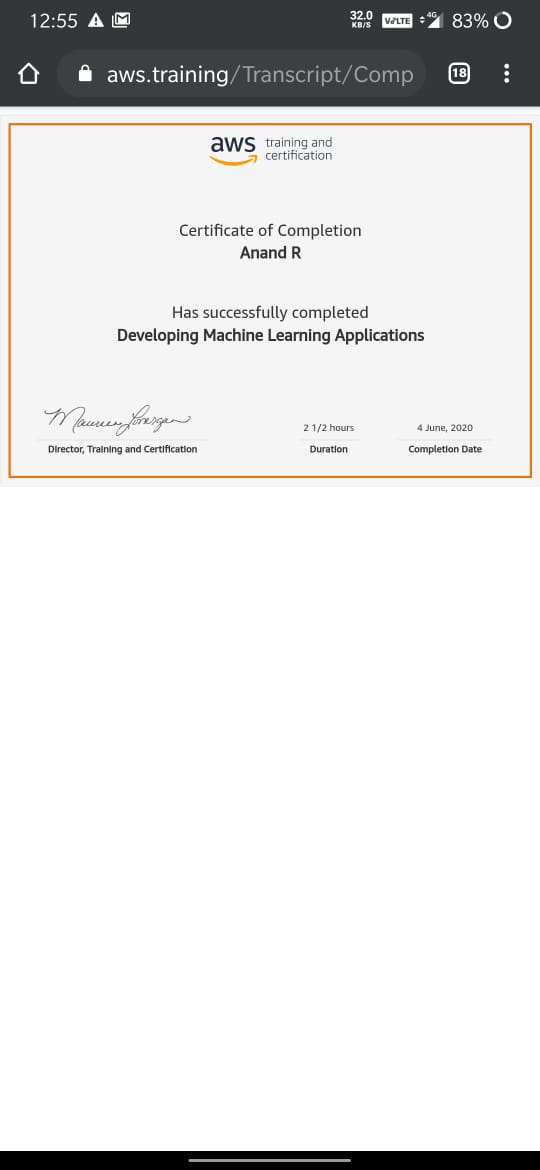 12:55 32.0 KB/S VoLTE 4G 83%
aws.training/Transcript/Comp 18
aws training and
certification
Certificate of Completion
Anand R
Has successfully completed
Developing Machine Learning Applications
Maureen Lonergan
2 1/2 hours 4 June, 2020
Director, Training and Certification Duration Completion Date